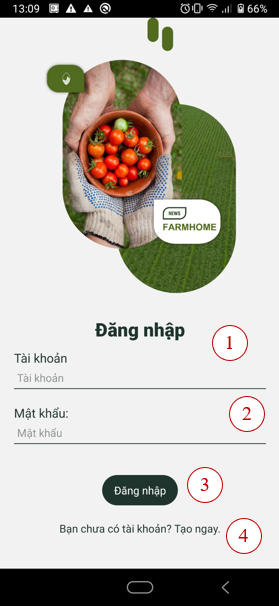 13:09
66%
NEWS
FARMHOME
Đăng nhập
1
Tài khoản
Tài khoản
2
Mật khẩu:
Mật khẩu
Đăng nhập
3
Bạn chưa có tài khoản? Tạo ngay.
4